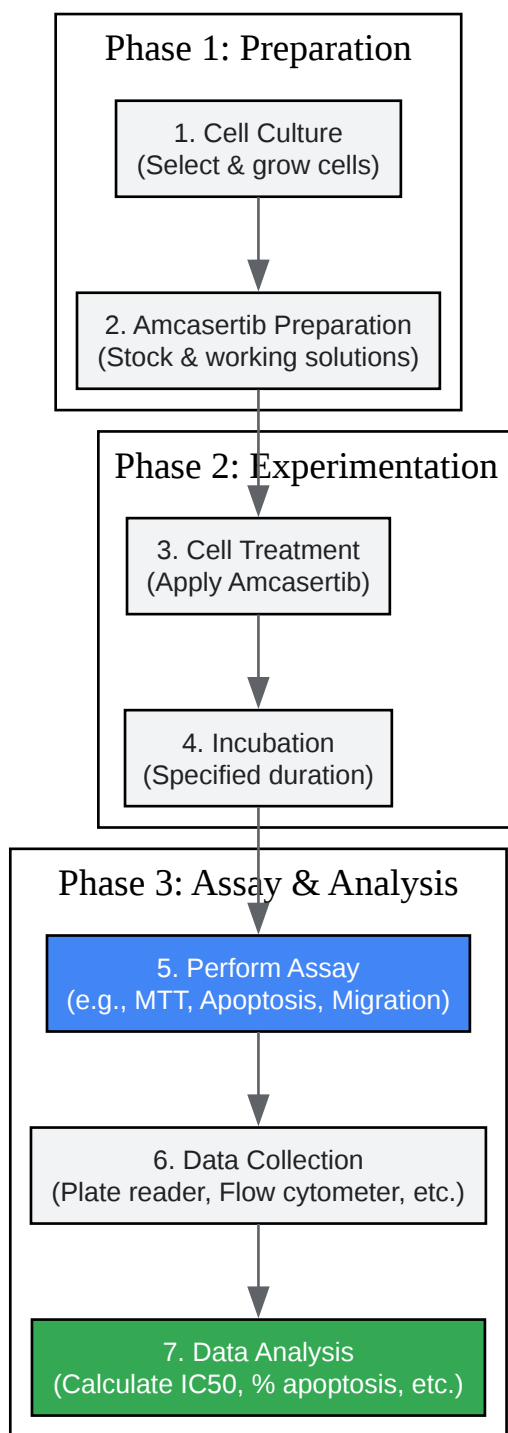 Phase 1: Preparation
1. Cell Culture
(Select & grow cells)
2. Amcasertib Preparation
(Stock & working solutions)
Phase 2: Experimentation
3. Cell Treatment
(Apply Amcasertib)
4. Incubation
(Specified duration)
Phase 3: Assay & Analysis
5. Perform Assay
(e.g., MTT, Apoptosis, Migration)
6. Data Collection
(Plate reader, Flow cytometer, etc.)
7. Data Analysis
(Calculate IC50, % apoptosis, etc.)